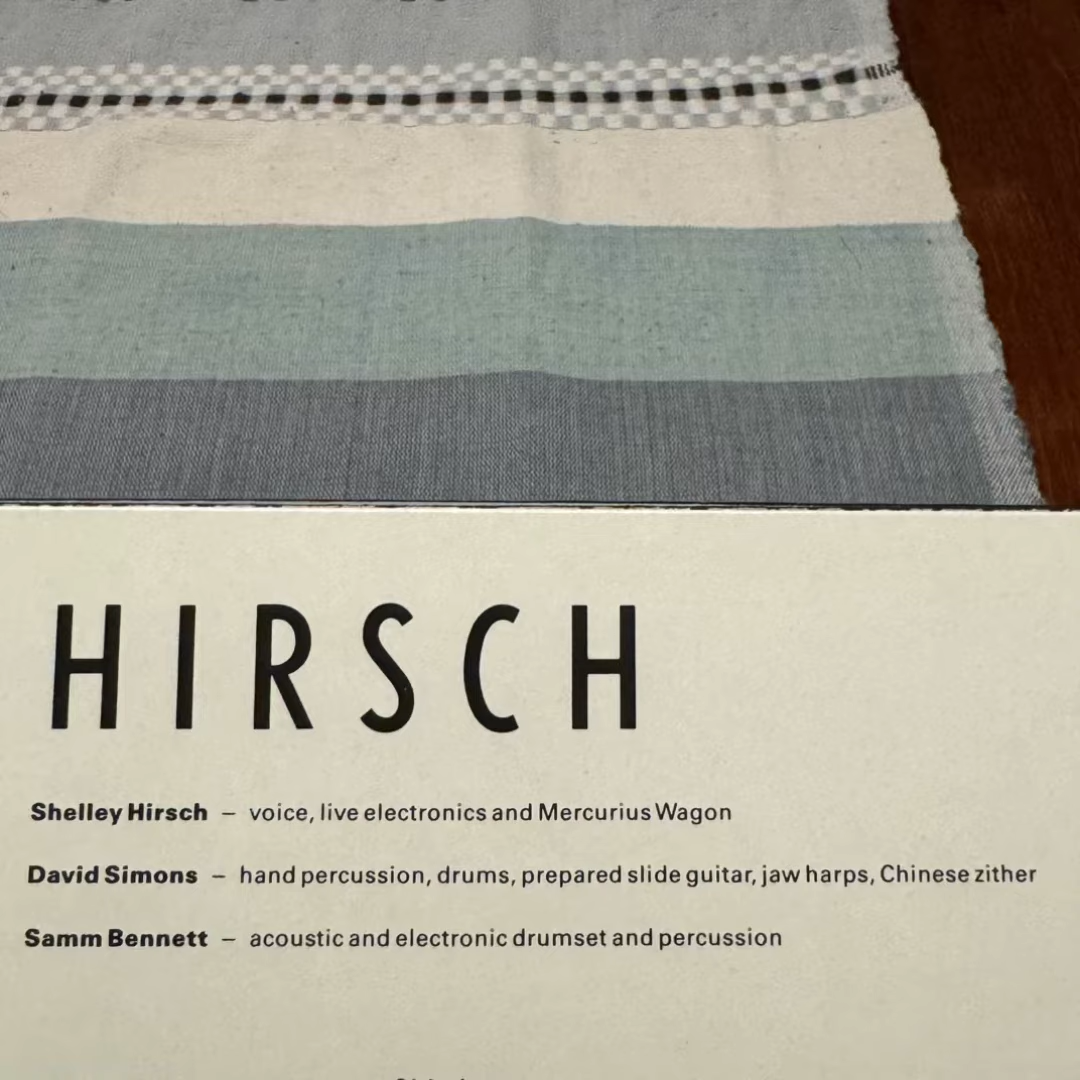 HIRSCH
Shelley Hirsch – voice, live electronics and Mercurius Wagon
David Simons – hand percussion, drums, prepared slide guitar, jaw harps, Chinese zither
Samm Bennett – acoustic and electronic drumset and percussion